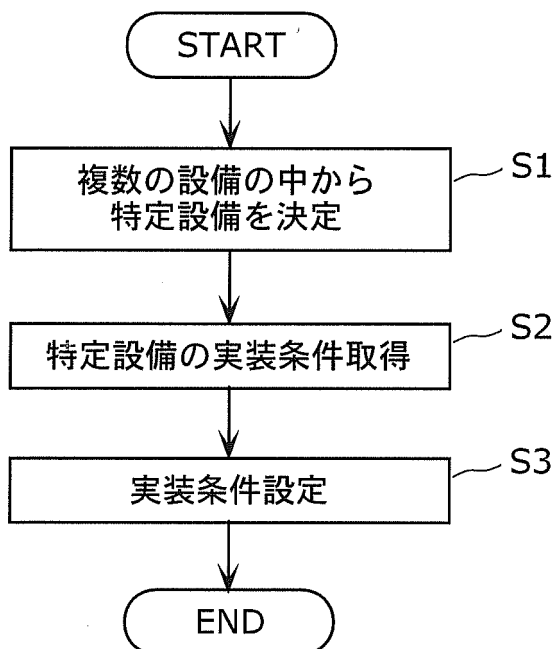 START
複数の設備の中から
特定設備を決定
S1
特定設備の実装条件取得
S2
実装条件設定
S3
END